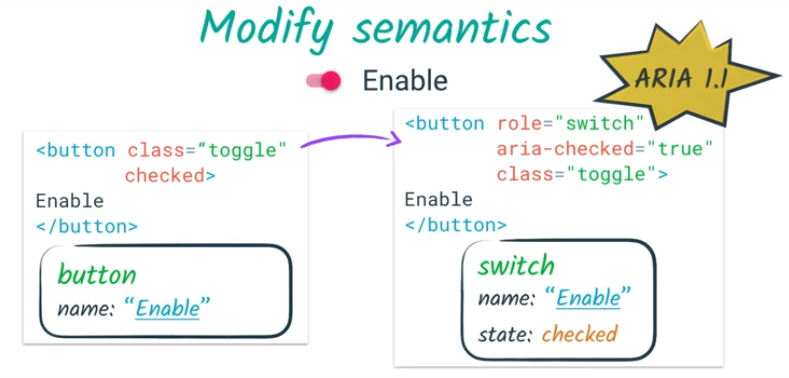 Modify semantics
Enable
ARIA 1.1
<button class=“toggle"
checked>
Enable
</button>
button
name: “Enable”
<button role="switch"
aria-checked="true"
class="toggle">
Enable
</button>
switch
name: “Enable”
state: checked